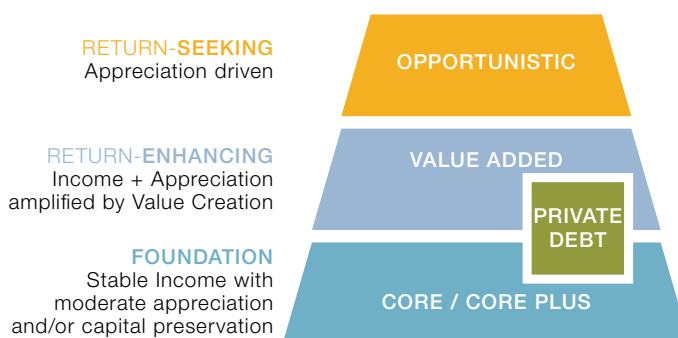 RETURN-SEEKING
Appreciation driven
OPPORTUNISTIC
RETURN-ENHANCING
Income + Appreciation
amplified by Value Creation
VALUE ADDED
PRIVATE
DEBT
FOUNDATION
Stable Income with
moderate appreciation
and/or capital preservation
CORE / CORE PLUS